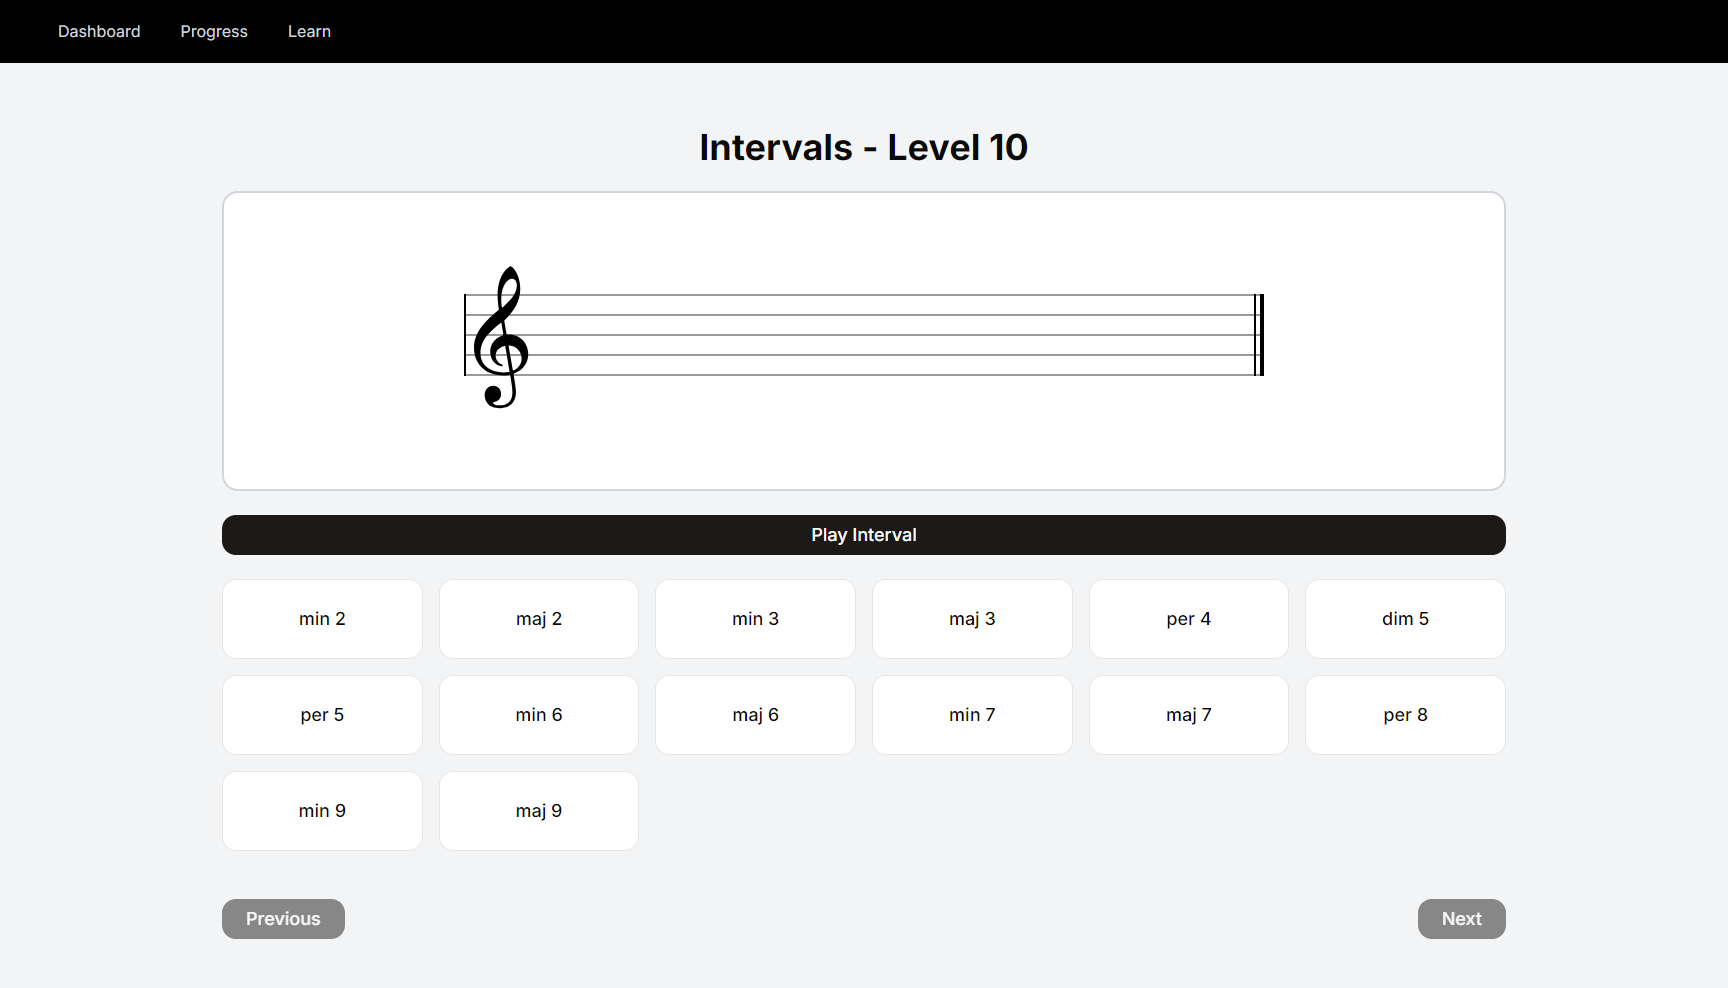 Dashboard Progress Learn
Intervals - Level 10
Play Interval
min 2 maj 2 min 3 maj 3 per 4 dim 5
per 5 min 6 maj 6 min 7 maj 7 per 8
min 9 maj 9
Previous Next